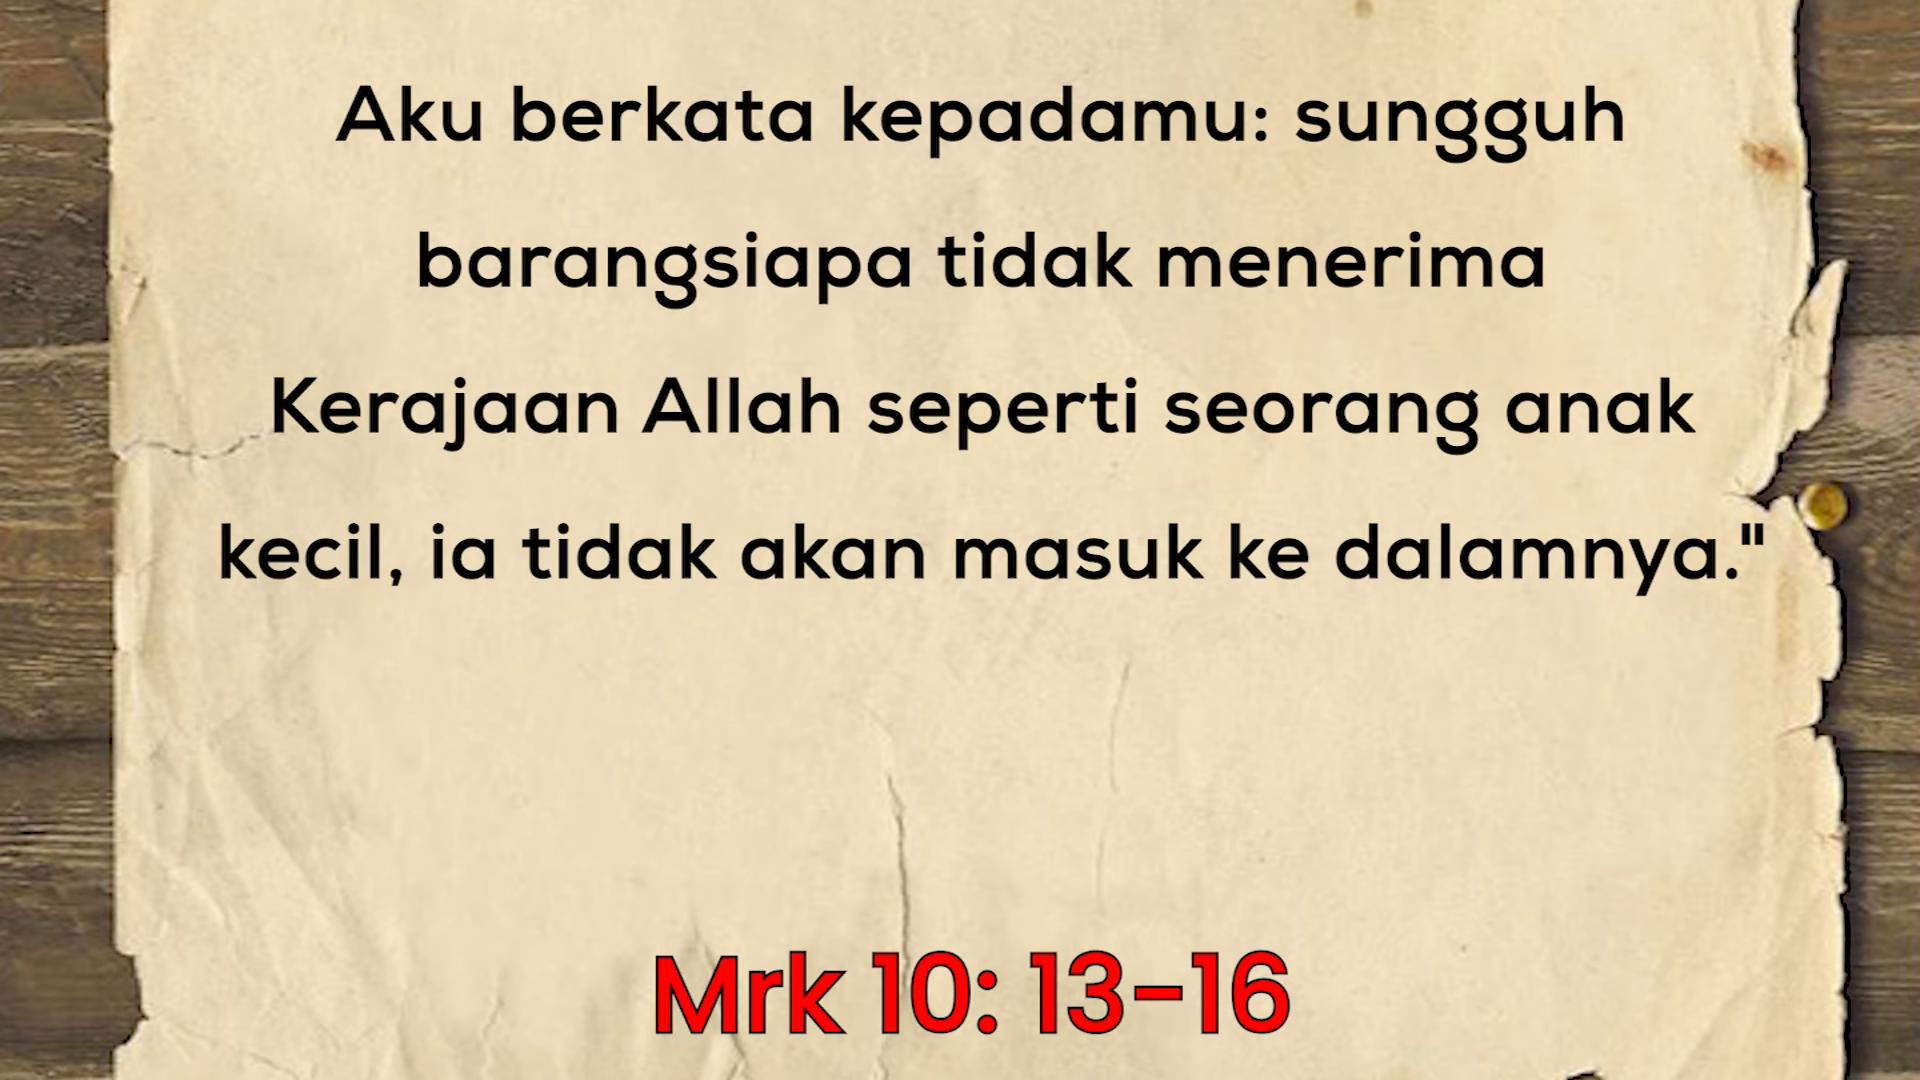 Aku berkata kepadamu: sungguh
barangsiapa tidak menerima
Kerajaan Allah seperti seorang anak
kecil, ia tidak akan masuk ke dalamnya."
Mrk 10: 13-16